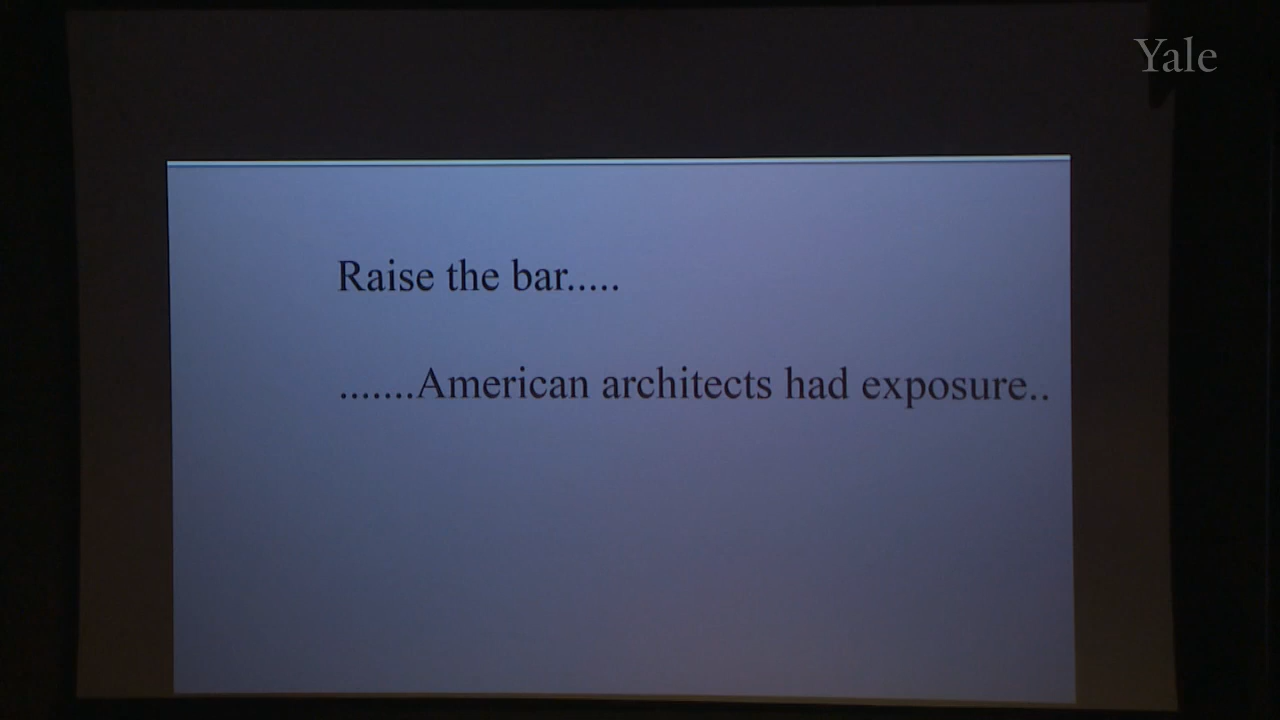 Yale
Raise the bar.....
.......American architects had exposure..